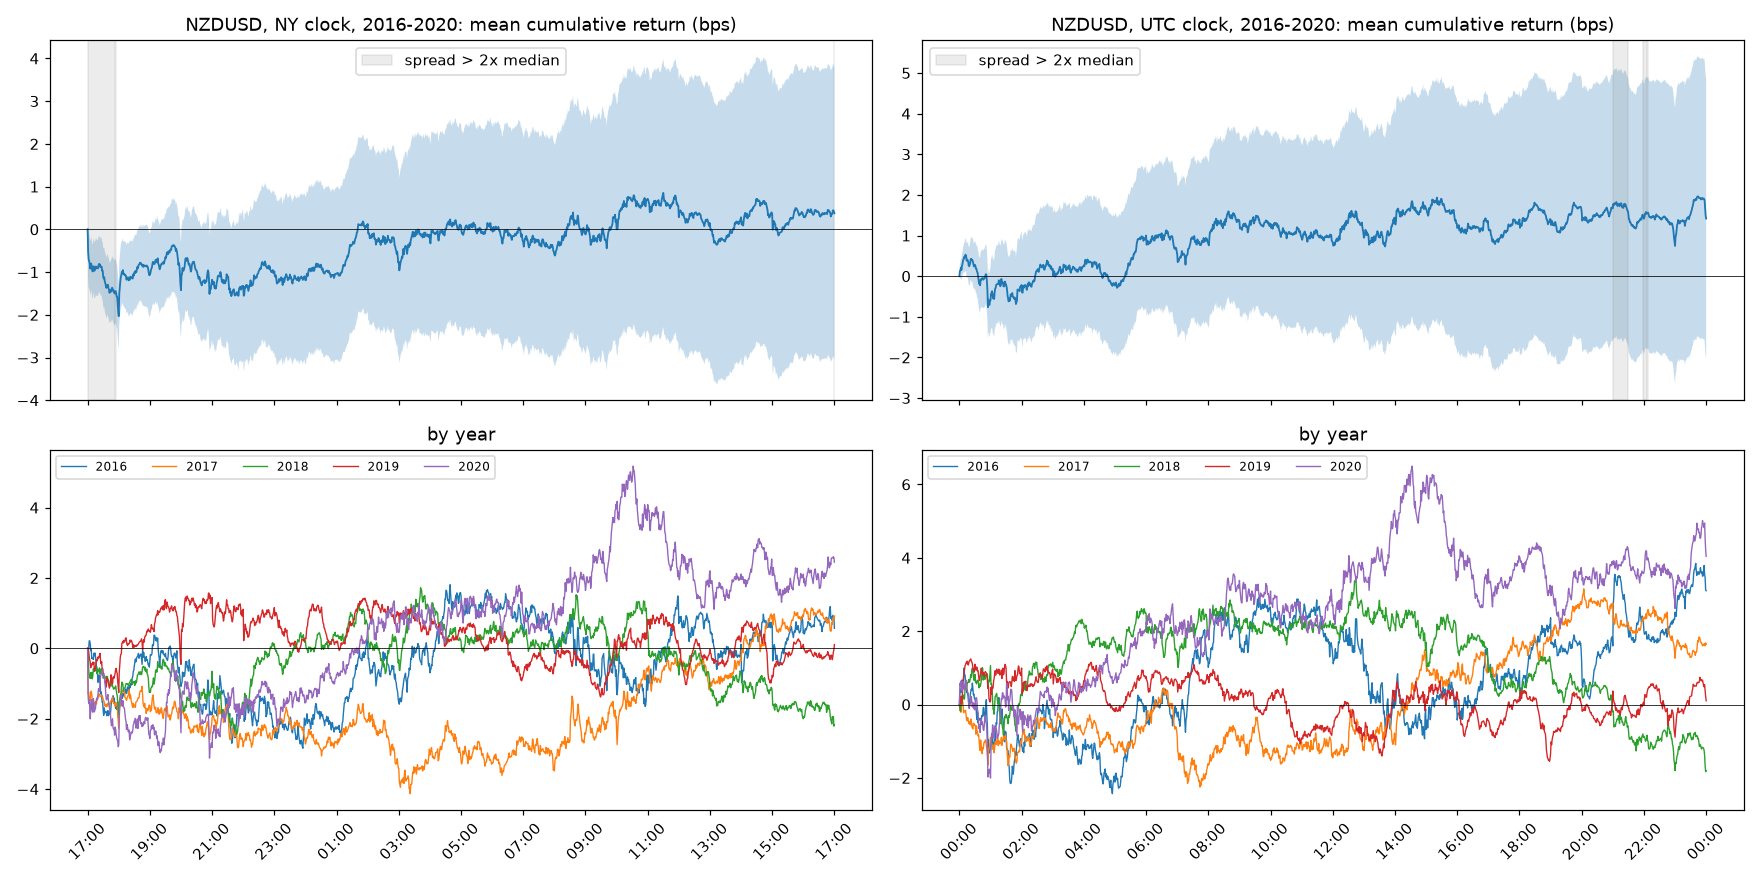 NZDUSD, NY clock, 2016-2020: mean cumulative return (bps)
spread > 2x median
4
3
2
1
0
−1
−2
−3
−4
NZDUSD, UTC clock, 2016-2020: mean cumulative return (bps)
spread > 2x median
5
4
3
2
1
0
−1
−2
−3
by year
2016 2017 2018 2019 2020
4
2
0
−2
−4
17:00 19:00 21:00 23:00 01:00 03:00 05:00 07:00 09:00 11:00 13:00 15:00 17:00
by year
2016 2017 2018 2019 2020
6
4
2
0
−2
00:00 02:00 04:00 06:00 08:00 10:00 12:00 14:00 16:00 18:00 20:00 22:00 00:00